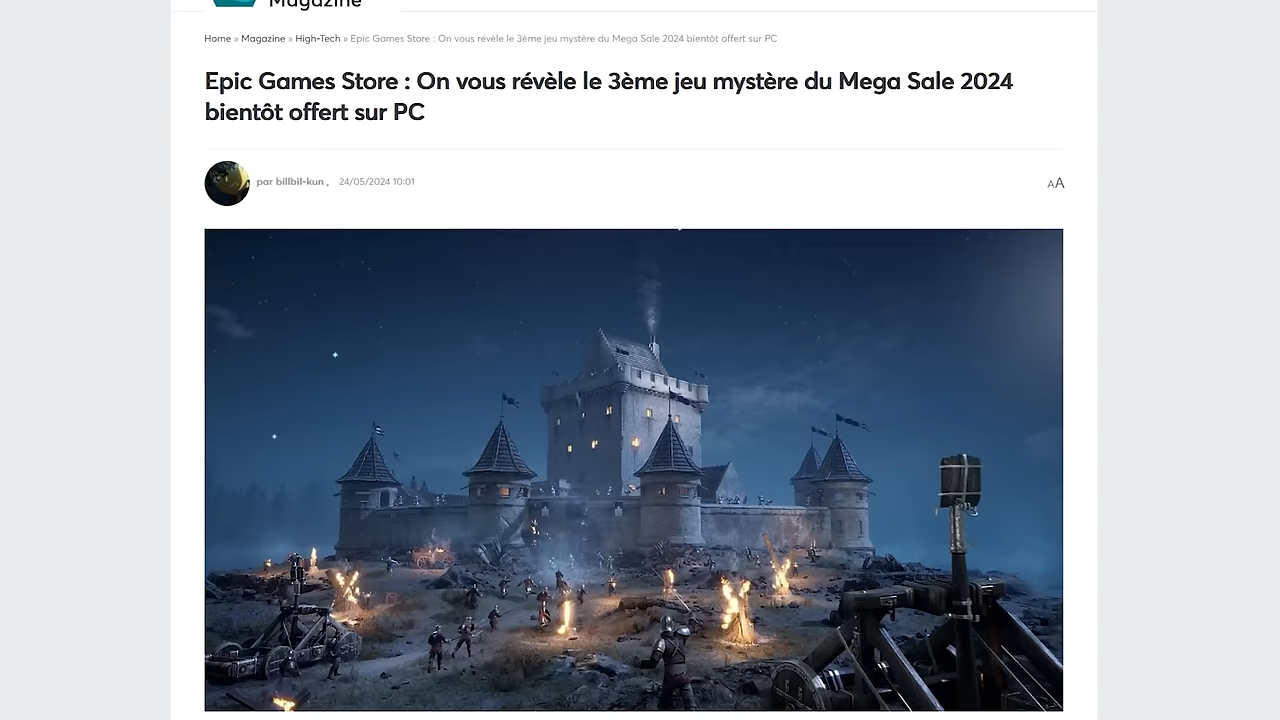 Magazine
Home » Magazine » High-Tech » Epic Games Store : On vous révèle le 3ème jeu mystère du Mega Sale 2024 bientôt offert sur PC
Epic Games Store : On vous révèle le 3ème jeu mystère du Mega Sale 2024
bientôt offert sur PC
par billbil-kun , 24/05/2024 10:01
AA